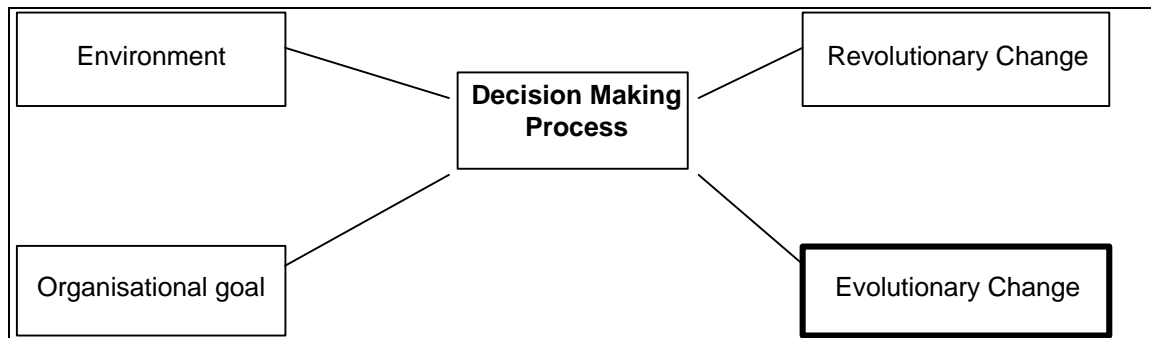 Environment
Revolutionary Change
Decision Making
Process
Organisational goal
Evolutionary Change